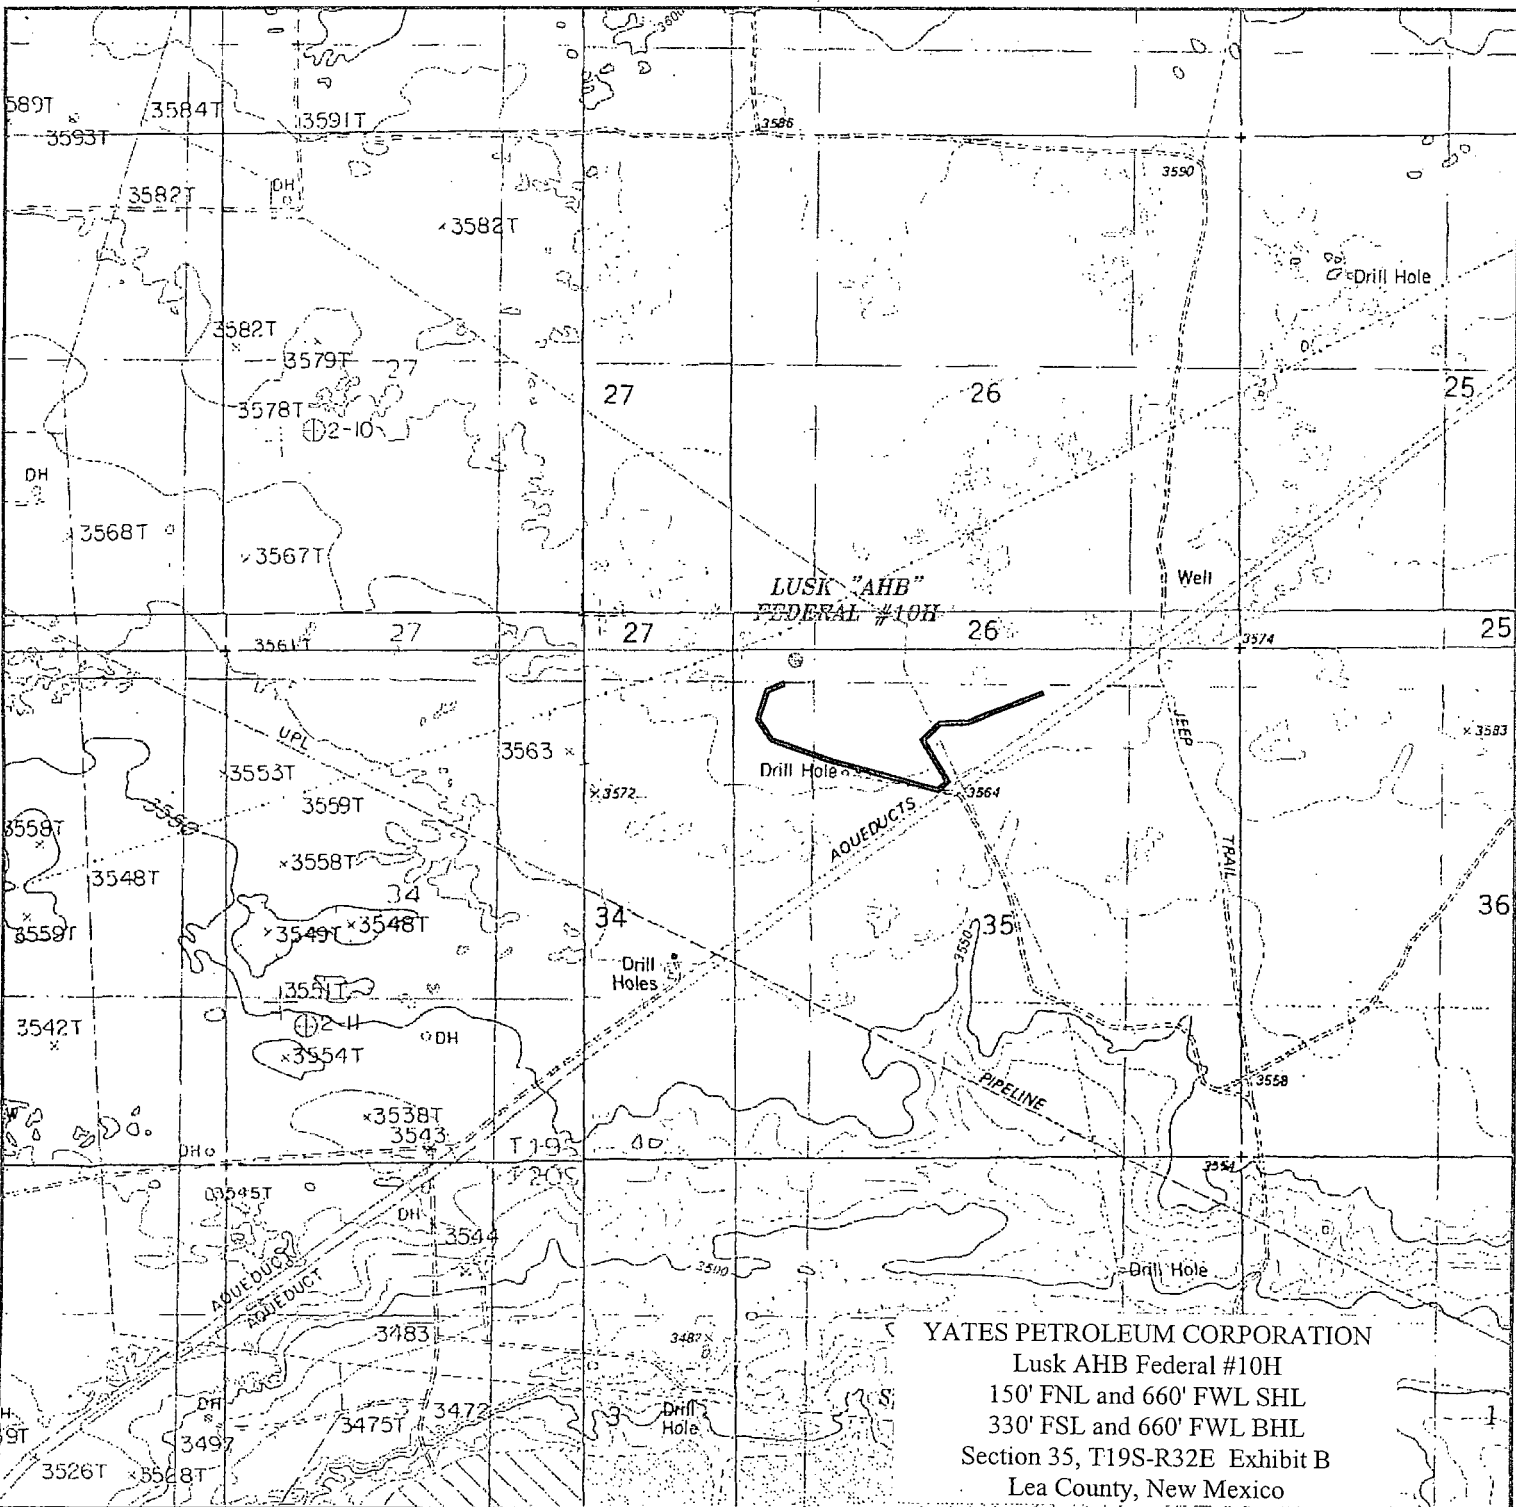 3600
589T
3593T
3584T
3591T
3586
3590
3582T
DH
3582T
Drill Hole
3582T
3579T
27
27
26
25
3578T
2-10
DH
3568T
3567T
LUSK "AHB"
FEDERAL #10H
Well
3561T
27
27
26
3574
25
UPL
3563
3553T
3559T
3572
Drill Hole
3564
JEEP
3583
3558T
AQUEDUCTS
TRAIL
3558T
3548T
34
34
35
36
3559T
3549T
3548T
3550
Drill
Holes
3551T
2-11
3542T
DH
3554T
PIPELINE
3558
3538T
3543
DH
T19S
T20S
3554
3545T
DH
3544
3500
Drill Hole
AQUEDUCT
AQUEDUCT
3483
3487
YATES PETROLEUM CORPORATION
Lusk AHB Federal #10H
150' FNL and 660' FWL SHL
330' FSL and 660' FWL BHL
Section 35, T19S-R32E Exhibit B
Lea County, New Mexico
DH
3475T
3472
3
Drill
Hole
1
3497
3526T
3528T